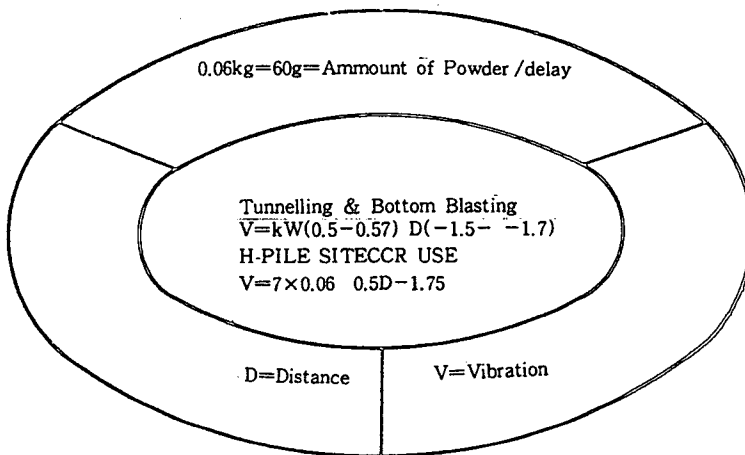 0.06kg=60g=Ammount of Powder/delay
Tunnelling & Bottom Blasting
V=kW(0.5-0.57) D(-1.5- -1.7)
H-PILE SITECCR USE
V=7×0.06 0.5D-1.75
D=Distance V=Vibration